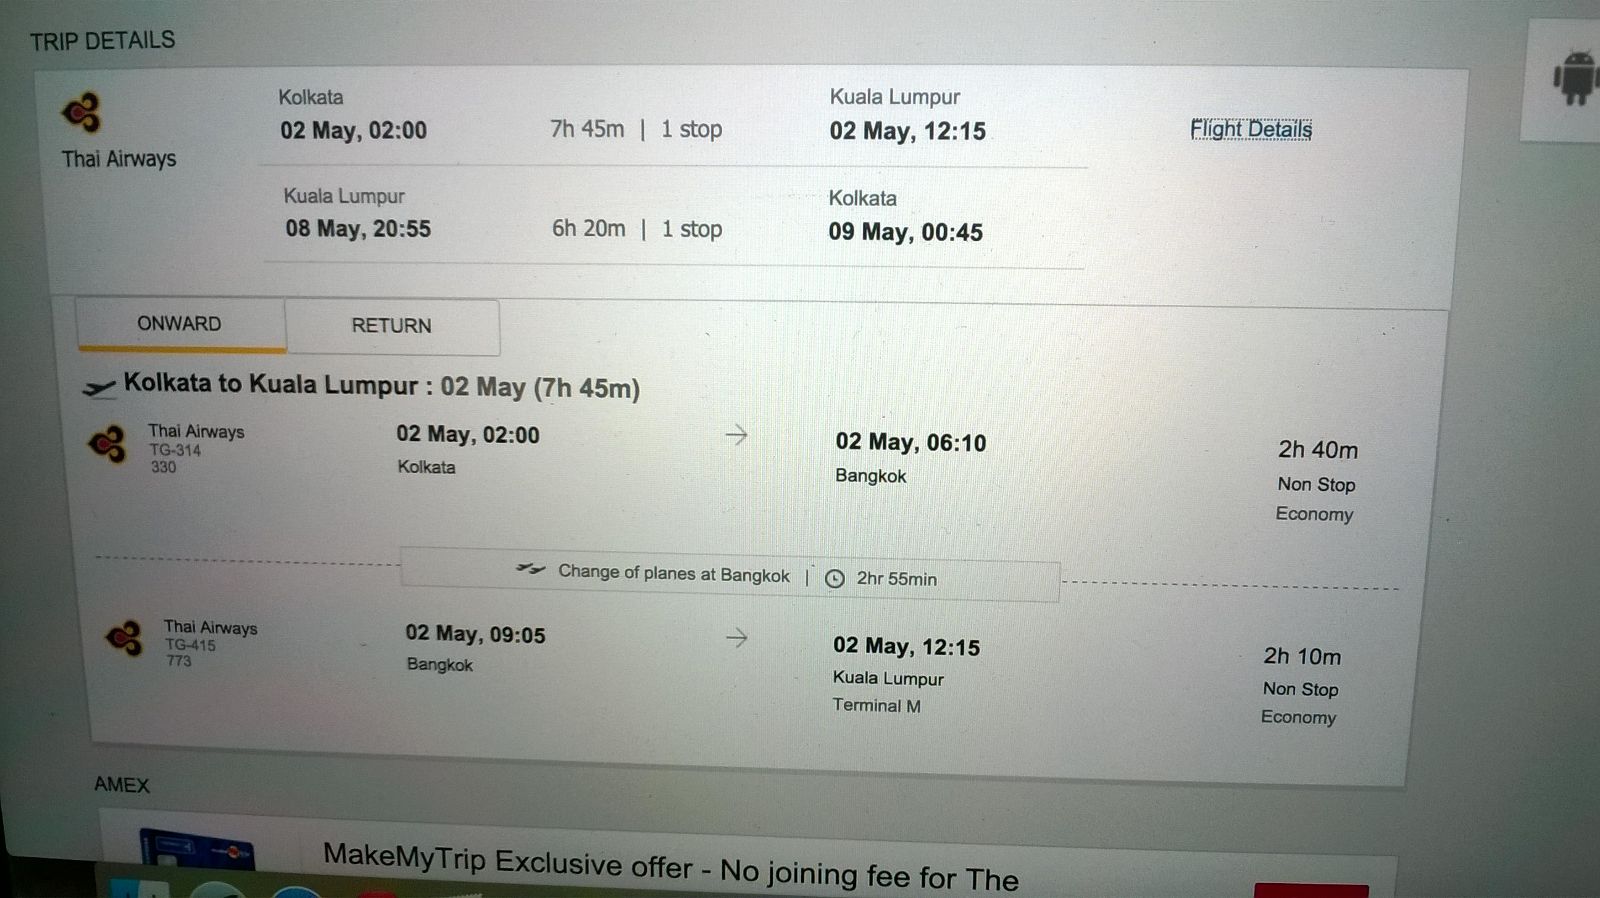 TRIP DETAILS
Thai Airways
Kolkata
02 May, 02:00
7h 45m | 1 stop
Kuala Lumpur
02 May, 12:15
Flight Details
Kuala Lumpur
08 May, 20:55
6h 20m | 1 stop
Kolkata
09 May, 00:45
ONWARD
RETURN
Kolkata to Kuala Lumpur : 02 May (7h 45m)
Thai Airways
TG-314
330
02 May, 02:00
Kolkata
02 May, 06:10
Bangkok
2h 40m
Non Stop
Economy
Change of planes at Bangkok | 2hr 55min
Thai Airways
TG-415
773
02 May, 09:05
Bangkok
02 May, 12:15
Kuala Lumpur
Terminal M
2h 10m
Non Stop
Economy
AMEX
MakeMyTrip Exclusive offer - No joining fee for The